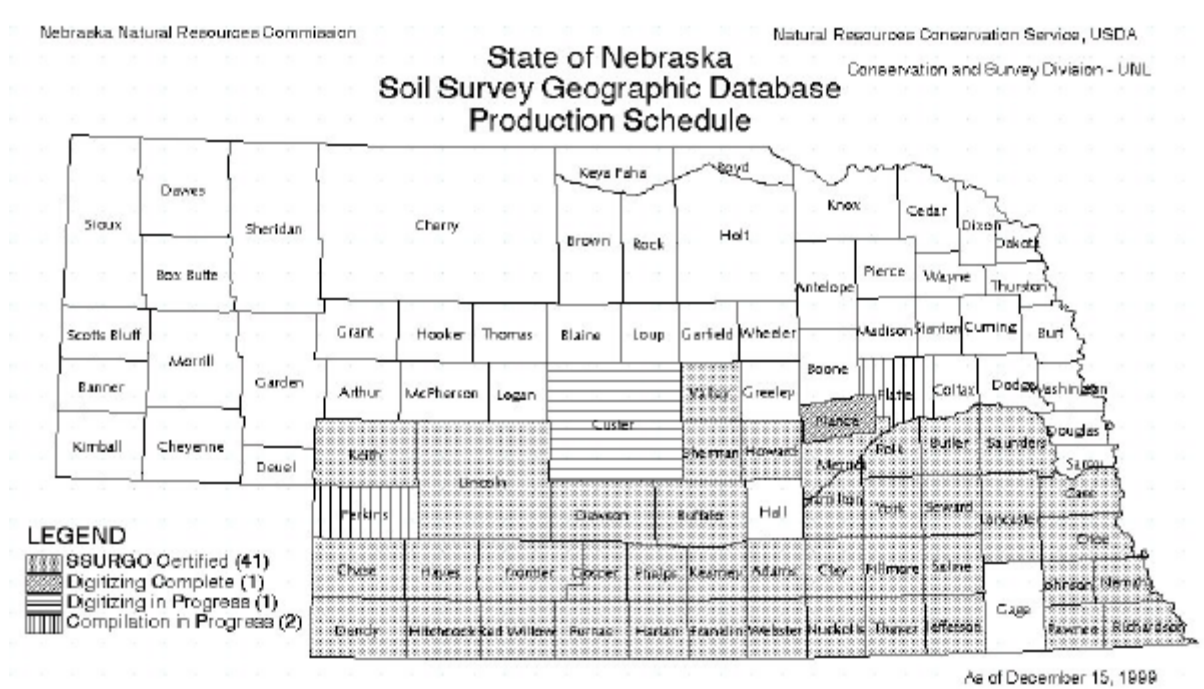 Nebraska Natural Resources Commission
Natural Resources Conservation Service, USDA
State of Nebraska
Conservation and Survey Division - UNL
Soil Survey Geographic Database
Production Schedule
Keya Paha
Boyd
Dawes
Knox
Cedar
Sioux
Sheridan
Cherry
Dixon
Holt
Brown
Rock
Dakota
Box Butte
Pierce
Wayne
Antelope
Thurston
Scotts Bluff
Grant
Hooker
Thomas
Blaine
Loup
Garfield
Wheeler
Madison
Stanton
Cuming
Burt
Morrill
Boone
Banner
Garden
Arthur
McPherson
Logan
Valley
Greeley
Platte
Colfax
Dodge
Washington
Custer
Nance
Douglas
Kimball
Cheyenne
Keith
Sherman
Howard
Merrick
Polk
Butler
Saunders
Deuel
Sarpy
Lincoln
Cass
Perkins
Dawson
Buffalo
Hall
Hamilton
York
Seward
Lancaster
Otoe
LEGEND
SSURGO Certified (41)
Digitizing Complete (1)
Digitizing in Progress (1)
Compilation in Progress (2)
Chase
Hayes
Frontier
Gosper
Phelps
Kearney
Adams
Clay
Fillmore
Saline
Johnson
Nemaha
Gage
Dundy
Hitchcock
Red Willow
Furnas
Harlan
Franklin
Webster
Nuckolls
Thayer
Jefferson
Pawnee
Richardson
As of December 15, 1999